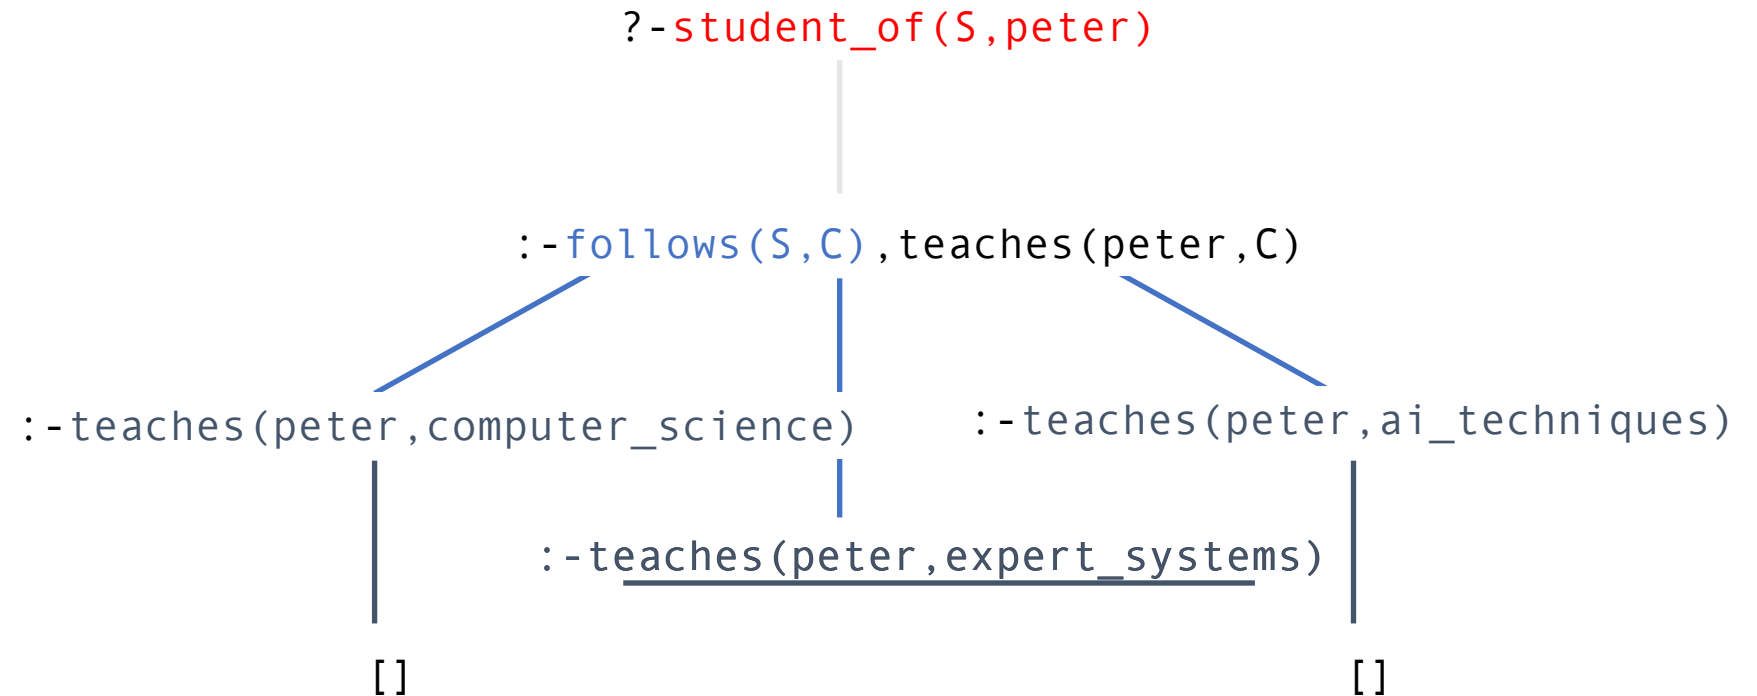 ?-student_of(S,peter)
:-follows(S,C),teaches(peter,C)
:-teaches(peter,computer_science)
:-teaches(peter,ai_techniques)
:-teaches(peter,expert_systems)
[]
[]